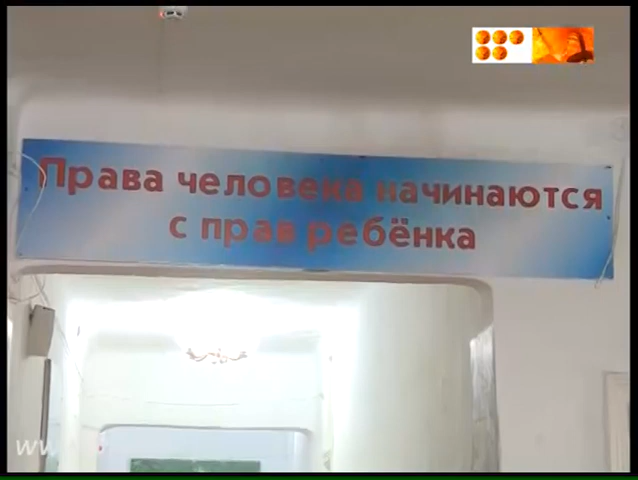 Права человека начинаются
с прав ребёнка